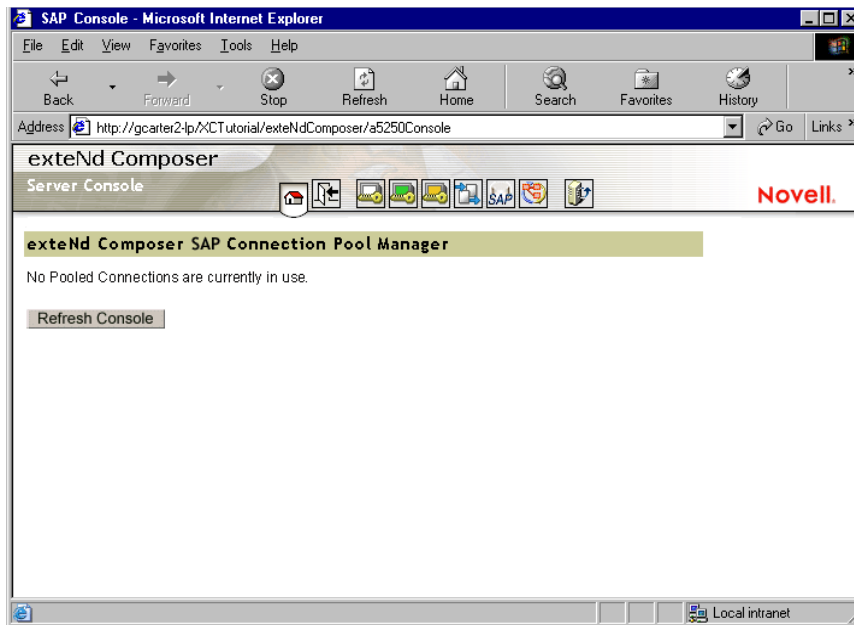 SAP Console - Microsoft Internet Explorer
File Edit View Favorites Tools Help
Back Forward Stop Refresh Home Search Favorites History »
Address http://gcarter2-lp/XCTutorial/exteNdComposer/a5250Console Go Links »
exteNd Composer
Server Console
SAP
Novell.
exteNd Composer SAP Connection Pool Manager
No Pooled Connections are currently in use.
Refresh Console
Local intranet